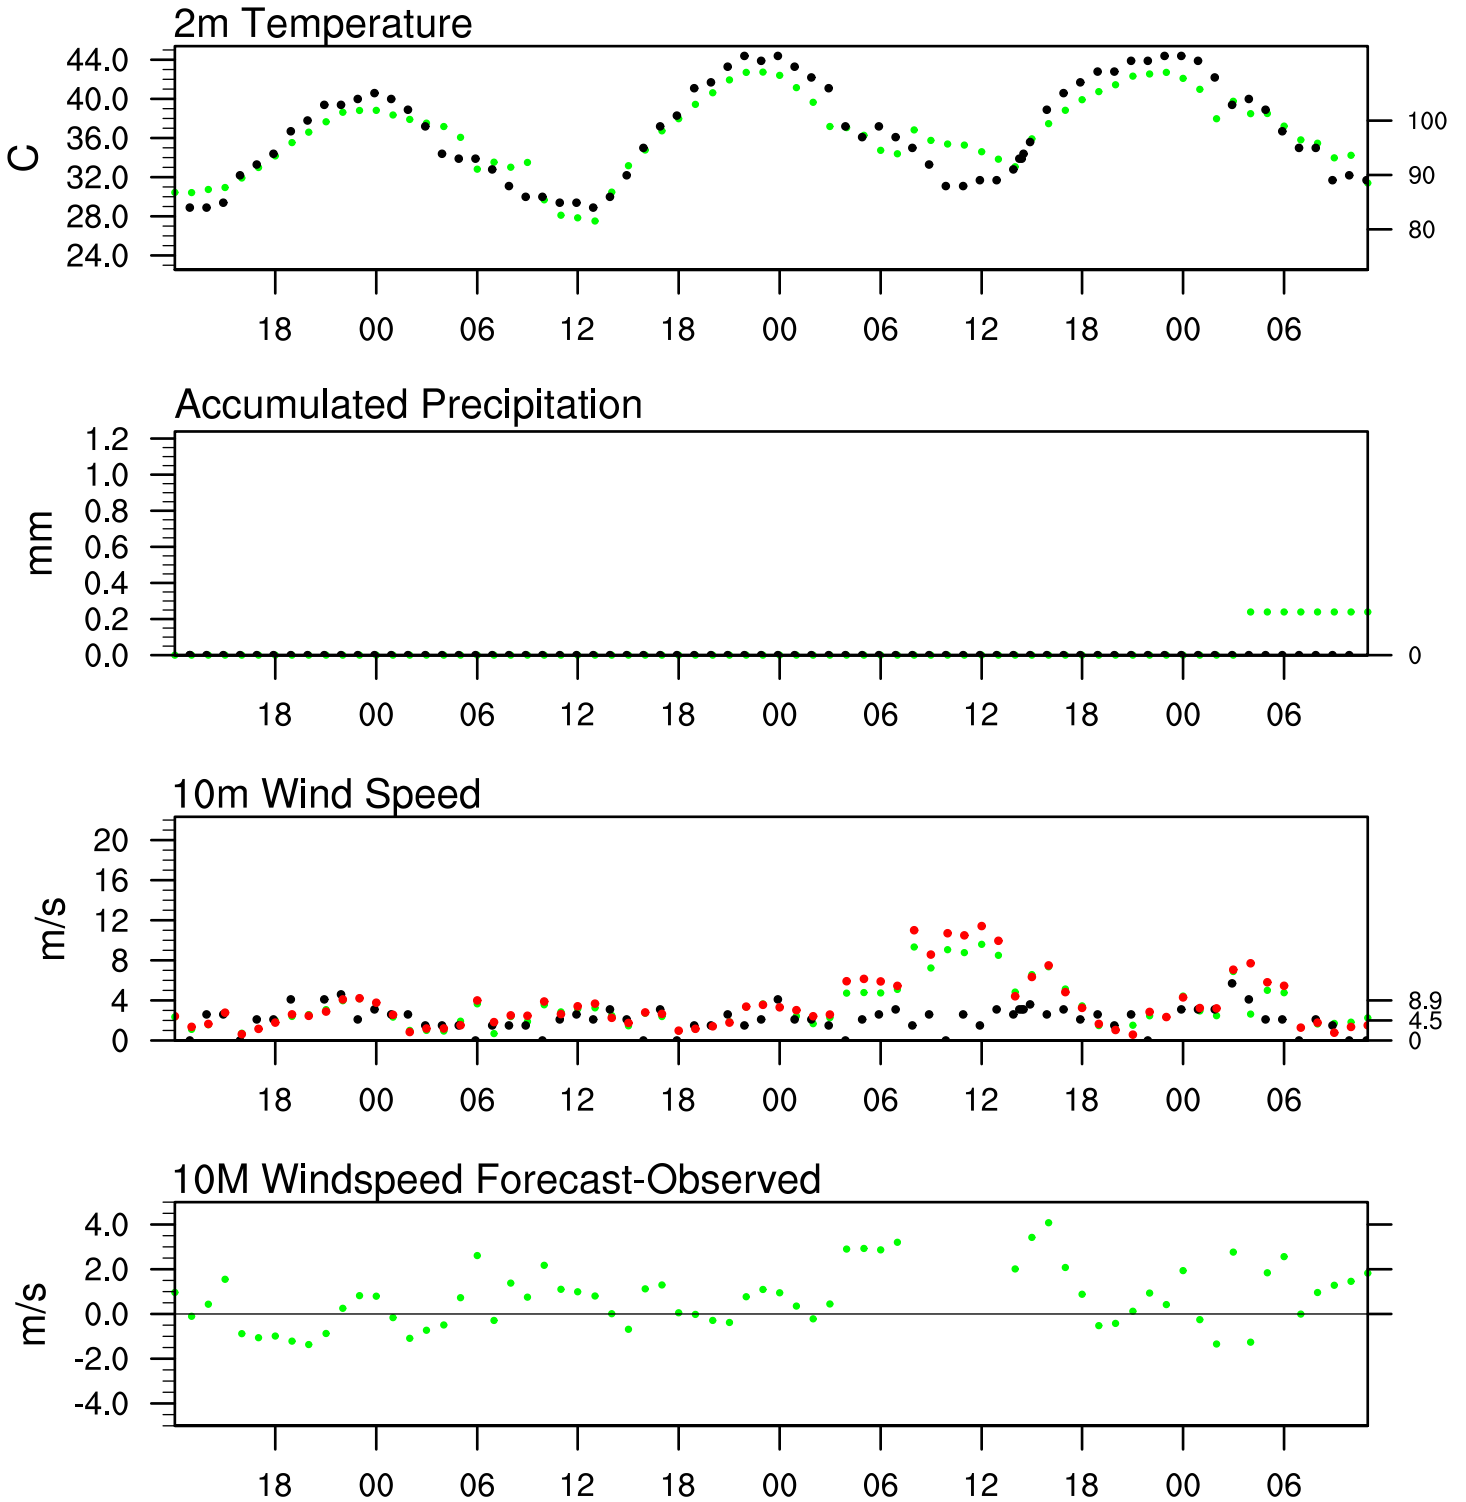 2m Temperature
44.0
40.0
36.0
32.0
28.0
24.0
C
100
90
80
18 00 06 12 18 00 06 12 18 00 06
Accumulated Precipitation
1.2
1.0
0.8
0.6
0.4
0.2
0.0
mm
0
18 00 06 12 18 00 06 12 18 00 06
10m Wind Speed
20
16
12
8
4
0
m/s
8.9
4.5
0
18 00 06 12 18 00 06 12 18 00 06
10M Windspeed Forecast-Observed
4.0
2.0
0.0
-2.0
-4.0
m/s
18 00 06 12 18 00 06 12 18 00 06